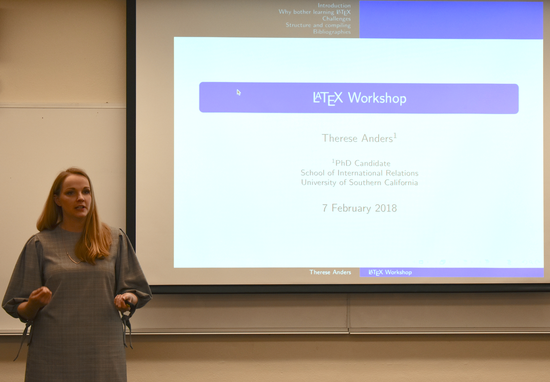 Introduction
Why bother learning LATEX
Challenges
Structure and compiling
Bibliographies
LATEX Workshop
Therese Anders¹
¹PhD Candidate
School of International Relations
University of Southern California
7 February 2018
Therese Anders LATEX Workshop